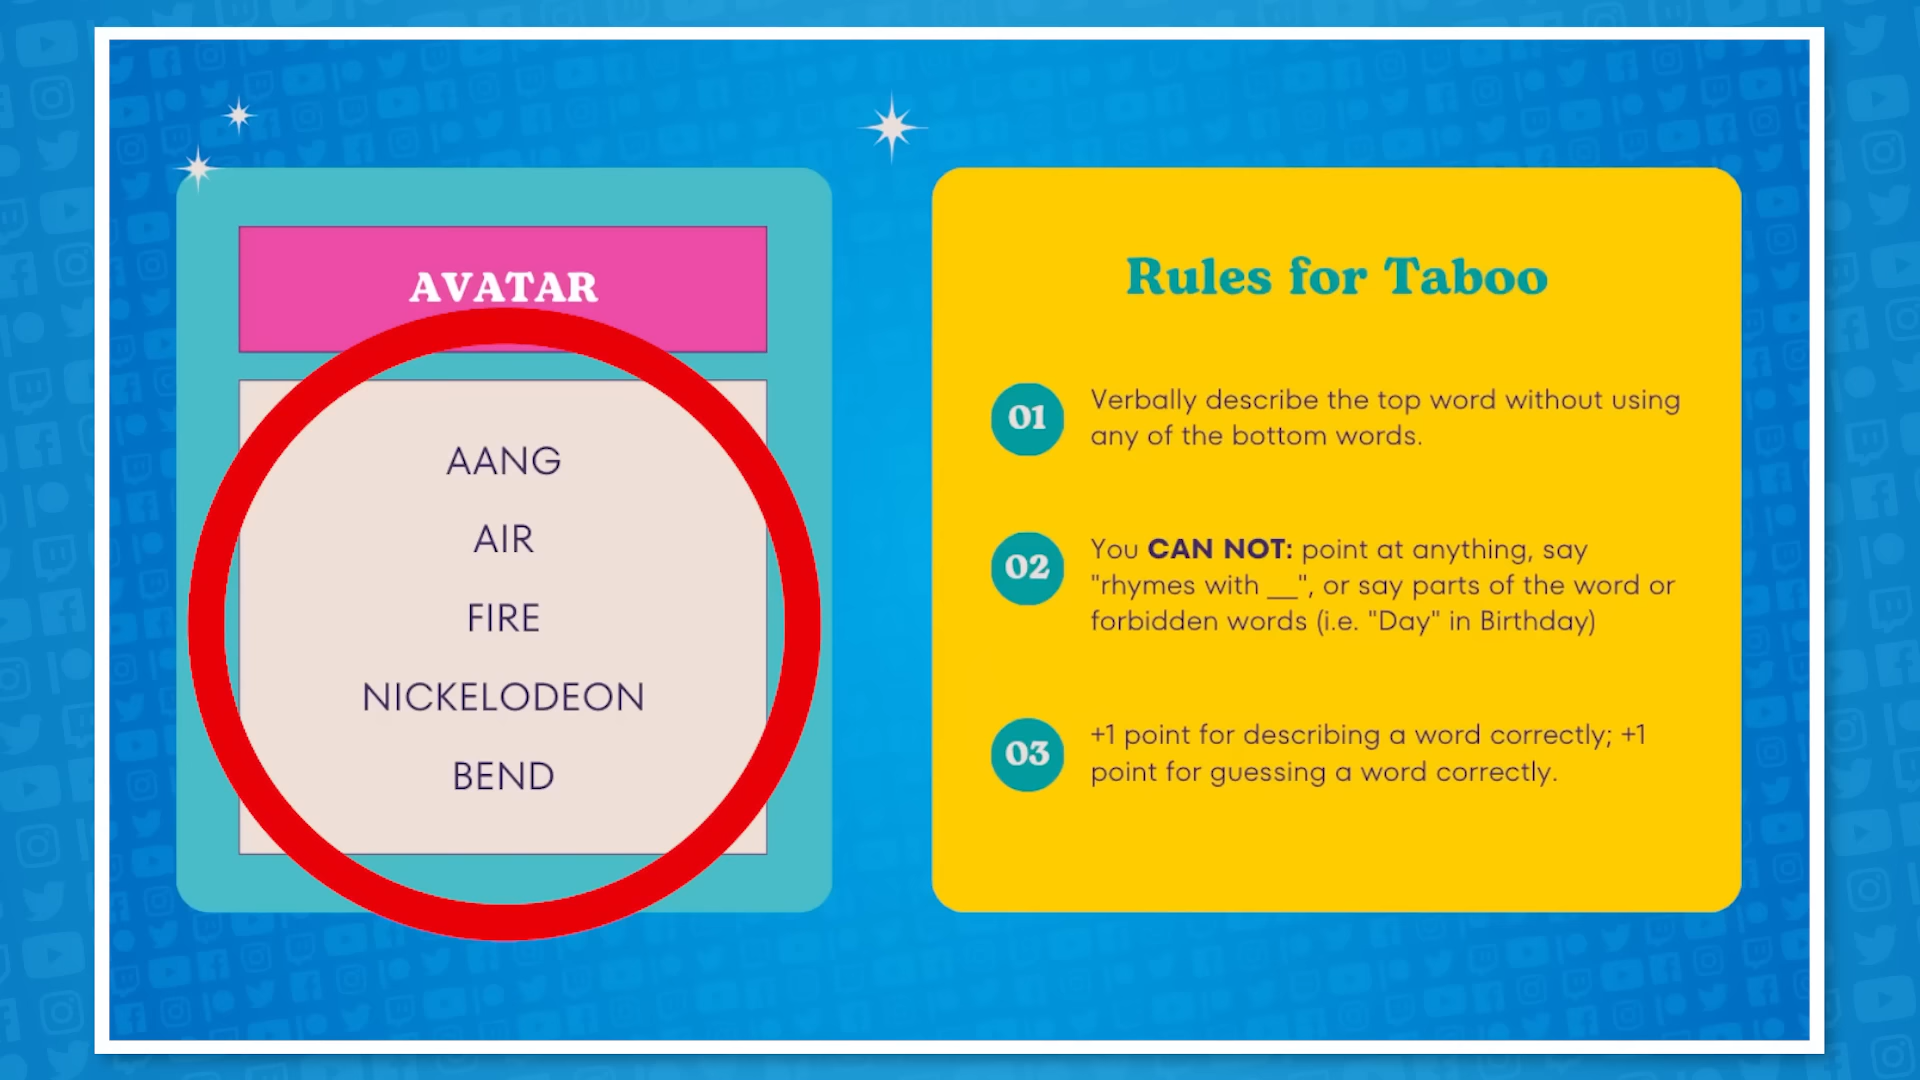 AVATAR
AANG
AIR
FIRE
NICKELODEON
BEND
Rules for Taboo
01
Verbally describe the top word without using
any of the bottom words.
02
You CAN NOT: point at anything, say
"rhymes with __", or say parts of the word or
forbidden words (i.e. "Day" in Birthday)
03
+1 point for describing a word correctly; +1
point for guessing a word correctly.